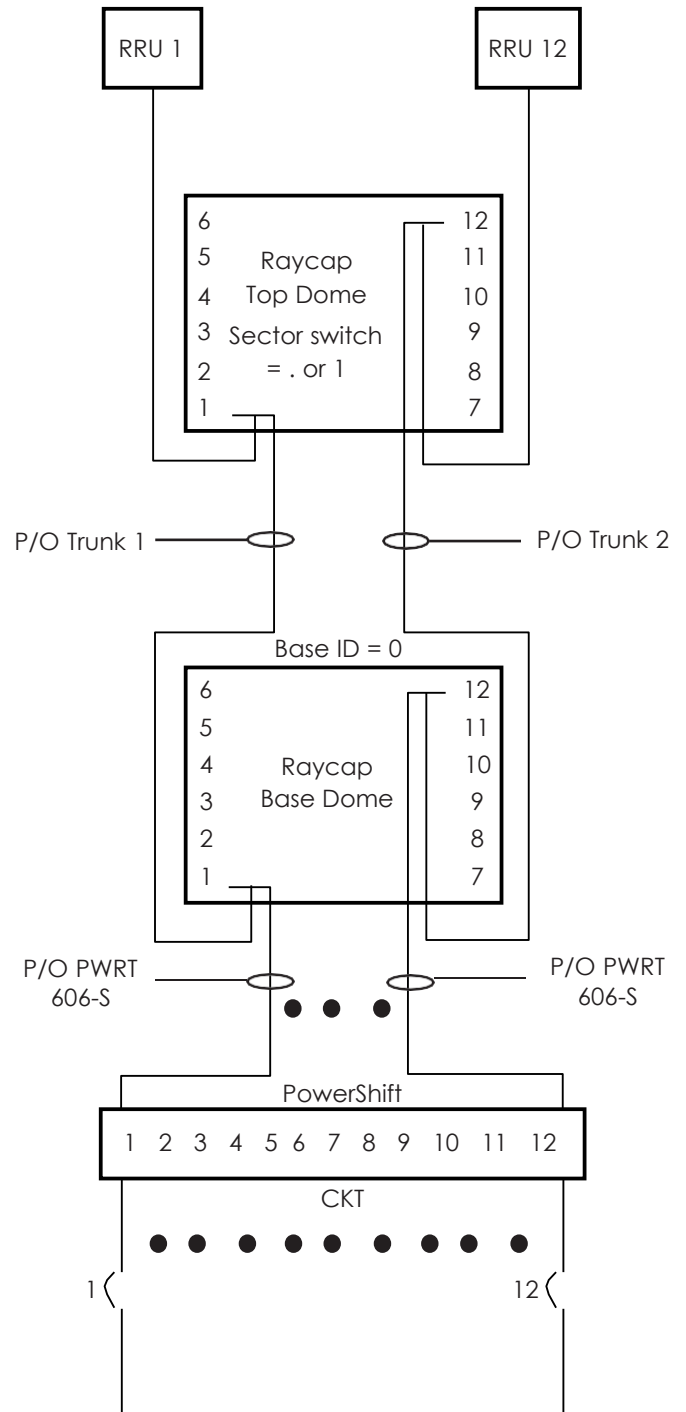 RRU 1
RRU 12
6
5
4
3
2
1
Raycap
Top Dome
Sector switch
= . or 1
12
11
10
9
8
7
P/O Trunk 1
P/O Trunk 2
Base ID = 0
6
5
4
3
2
1
Raycap
Base Dome
12
11
10
9
8
7
P/O PWRT
606-S
P/O PWRT
606-S
PowerShift
1 2 3 4 5 6 7 8 9 10 11 12
CKT
1
12